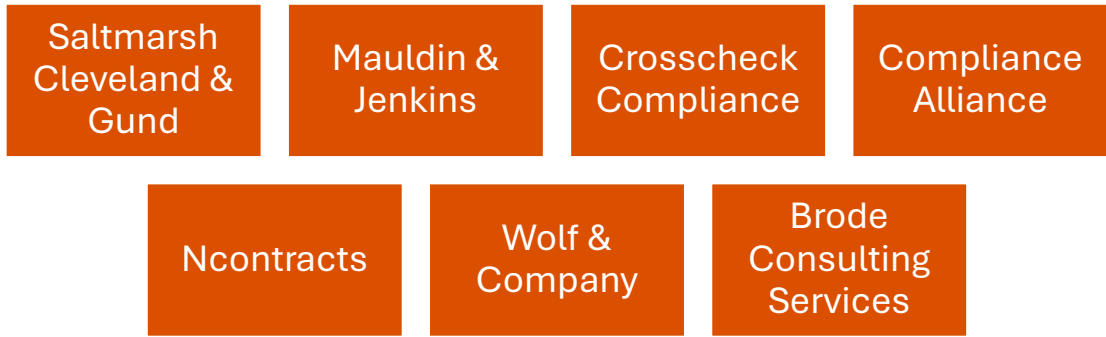 Saltmarsh
Cleveland &
Gund
Mauldin &
Jenkins
Crosscheck
Compliance
Compliance
Alliance
Ncontracts
Wolf &
Company
Brode
Consulting
Services